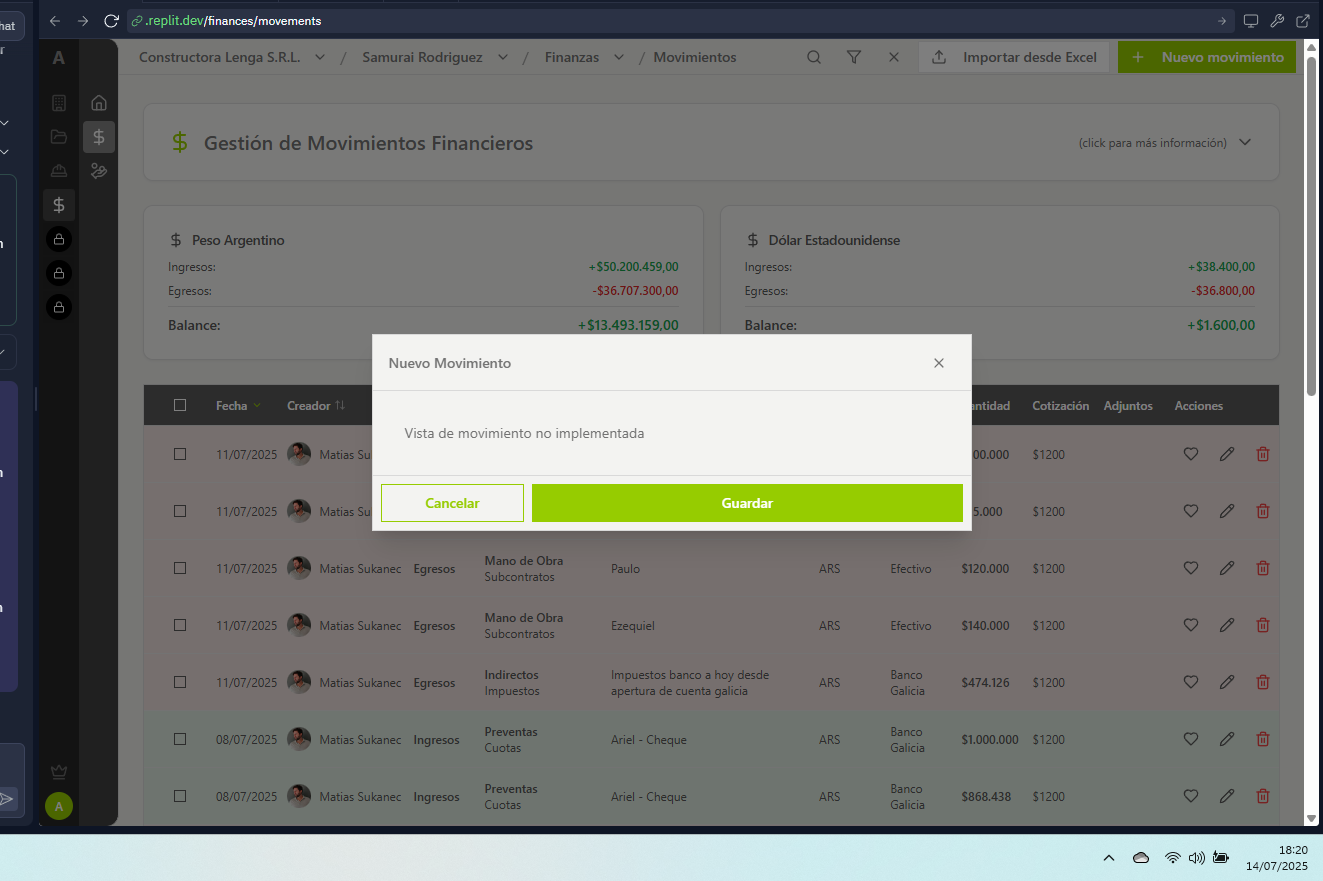 hat
.replit.dev/finances/movements
A
Constructora Lenga S.R.L. / Samurai Rodriguez / Finanzas / Movimientos
Importar desde Excel
+ Nuevo movimiento
$ Gestión de Movimientos Financieros
(click para más información)
$ Peso Argentino
Ingresos: +$50.200.459,00
Egresos: -$36.707.300,00
Balance: +$13.493.159,00
$ Dólar Estadounidense
Ingresos: +$38.400,00
Egresos: -$36.800,00
Balance: +$1.600,00
Nuevo Movimiento
Vista de movimiento no implementada
Cancelar
Guardar
Fecha Creador antidad Cotización Adjuntos Acciones
11/07/2025 Matias Su 00.000 $1200
11/07/2025 Matias Su 5.000 $1200
11/07/2025 Matias Sukanec Egresos Mano de Obra Paulo ARS Efectivo $120.000 $1200
Subcontratos
11/07/2025 Matias Sukanec Egresos Mano de Obra Ezequiel ARS Efectivo $140.000 $1200
Subcontratos
11/07/2025 Matias Sukanec Egresos Indirectos Impuestos banco a hoy desde ARS Banco $474.126 $1200
Impuestos apertura de cuenta galicia Galicia
08/07/2025 Matias Sukanec Ingresos Preventas Ariel - Cheque ARS Banco $1.000.000 $1200
Cuotas Galicia
08/07/2025 Matias Sukanec Ingresos Preventas Ariel - Cheque ARS Banco $868.438 $1200
Cuotas Galicia
A
18:20
14/07/2025